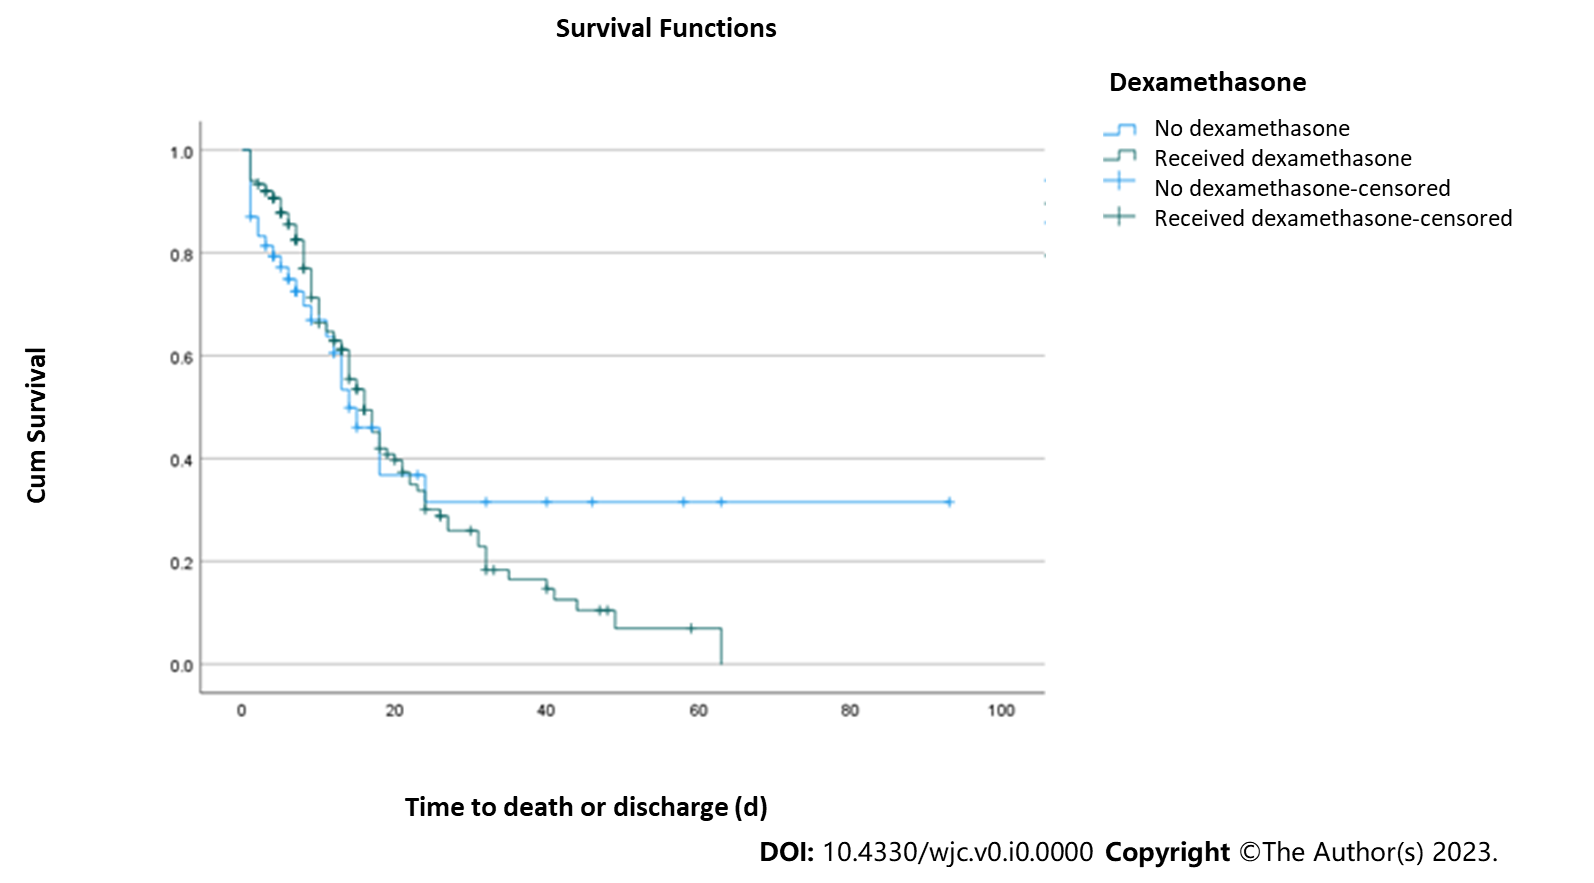 Survival Functions
Dexamethasone
No dexamethasone
Received dexamethasone
No dexamethasone-censored
Received dexamethasone-censored
1.0
0.8
0.6
0.4
0.2
0.0
Cum Survival
0 20 40 60 80 100
Time to death or discharge (d)
DOI: 10.4330/wjc.v0.i0.0000 Copyright ©The Author(s) 2023.